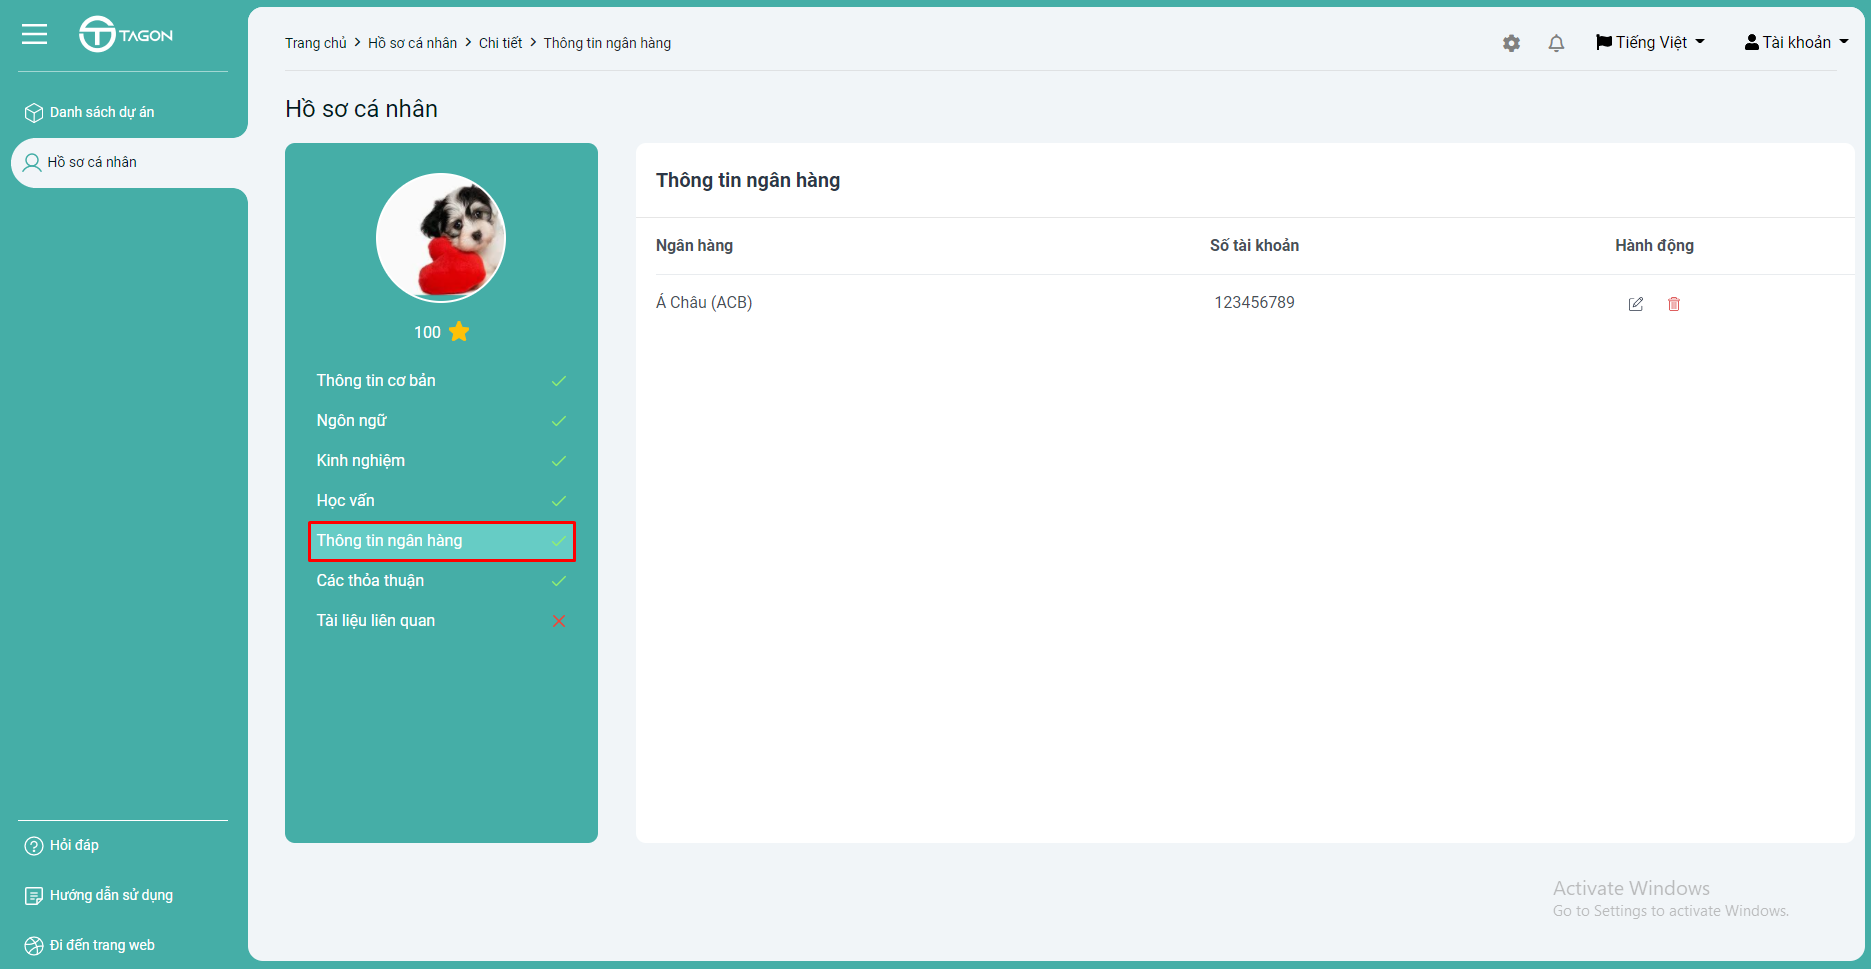 TAGON
Trang chủ > Hồ sơ cá nhân > Chi tiết > Thông tin ngân hàng
Tiếng Việt
Tài khoản
Danh sách dự án
Hồ sơ cá nhân
Hồ sơ cá nhân
100
Thông tin cơ bản
Ngôn ngữ
Kinh nghiệm
Học vấn
Thông tin ngân hàng
Các thỏa thuận
Tài liệu liên quan
Thông tin ngân hàng
Ngân hàng Số tài khoản Hành động
Á Châu (ACB) 123456789
Hỏi đáp
Hướng dẫn sử dụng
Đi đến trang web
Activate Windows
Go to Settings to activate Windows.